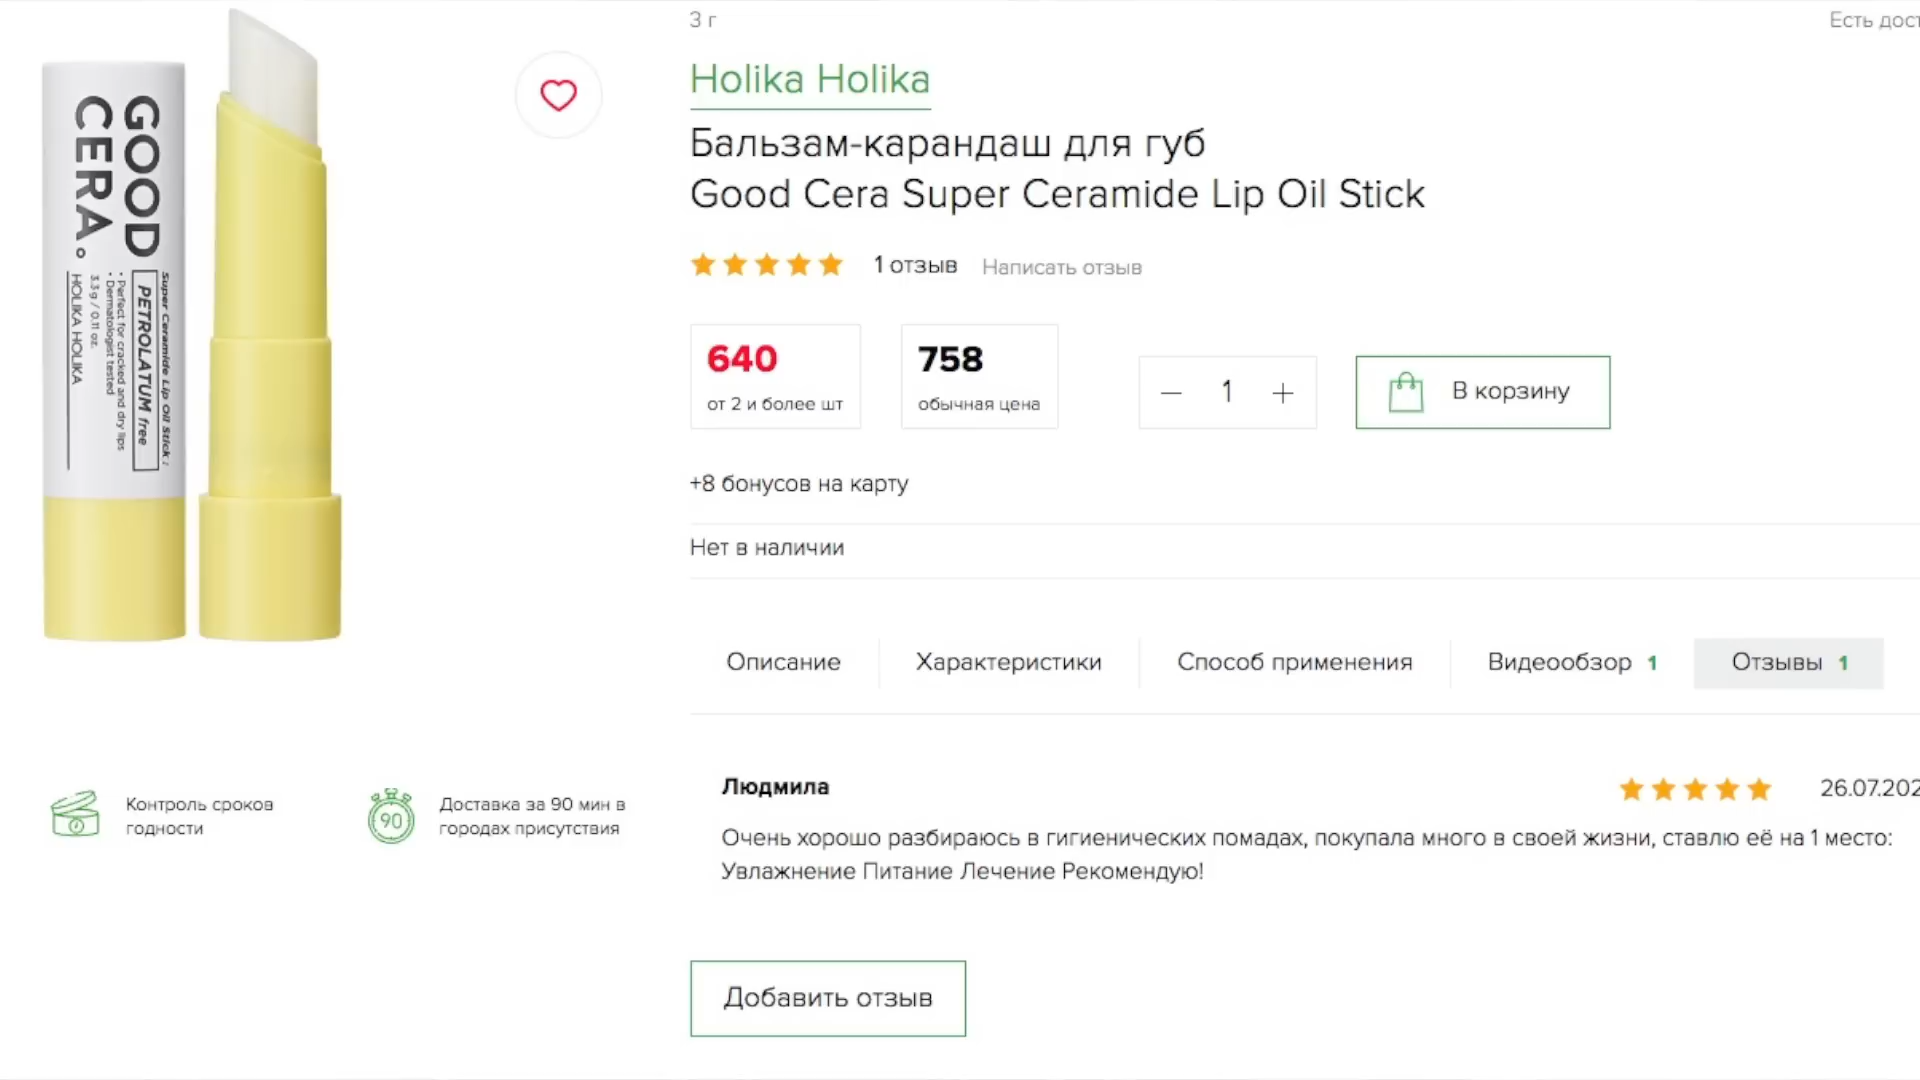 GOOD
CERA
Super Ceramide Lip Oil Stick :
PETROLATUM free
• Perfect for cracked and dry lips
• Dermatologist tested
3.3 g / 0.11 oz.
HOLIKA HOLIKA
3 г
Есть дост
Holika Holika
Бальзам-карандаш для губ
Good Cera Super Ceramide Lip Oil Stick
1 отзыв Написать отзыв
640 758
от 2 и более шт обычная цена
— 1 + В корзину
+8 бонусов на карту
Нет в наличии
Описание Характеристики Способ применения Видеообзор 1 Отзывы 1
Контроль сроков
годности
90
Доставка за 90 мин в
городах присутствия
Людмила 26.07.202
Очень хорошо разбираюсь в гигиенических помадах, покупала много в своей жизни, ставлю её на 1 место:
Увлажнение Питание Лечение Рекомендую!
Добавить отзыв